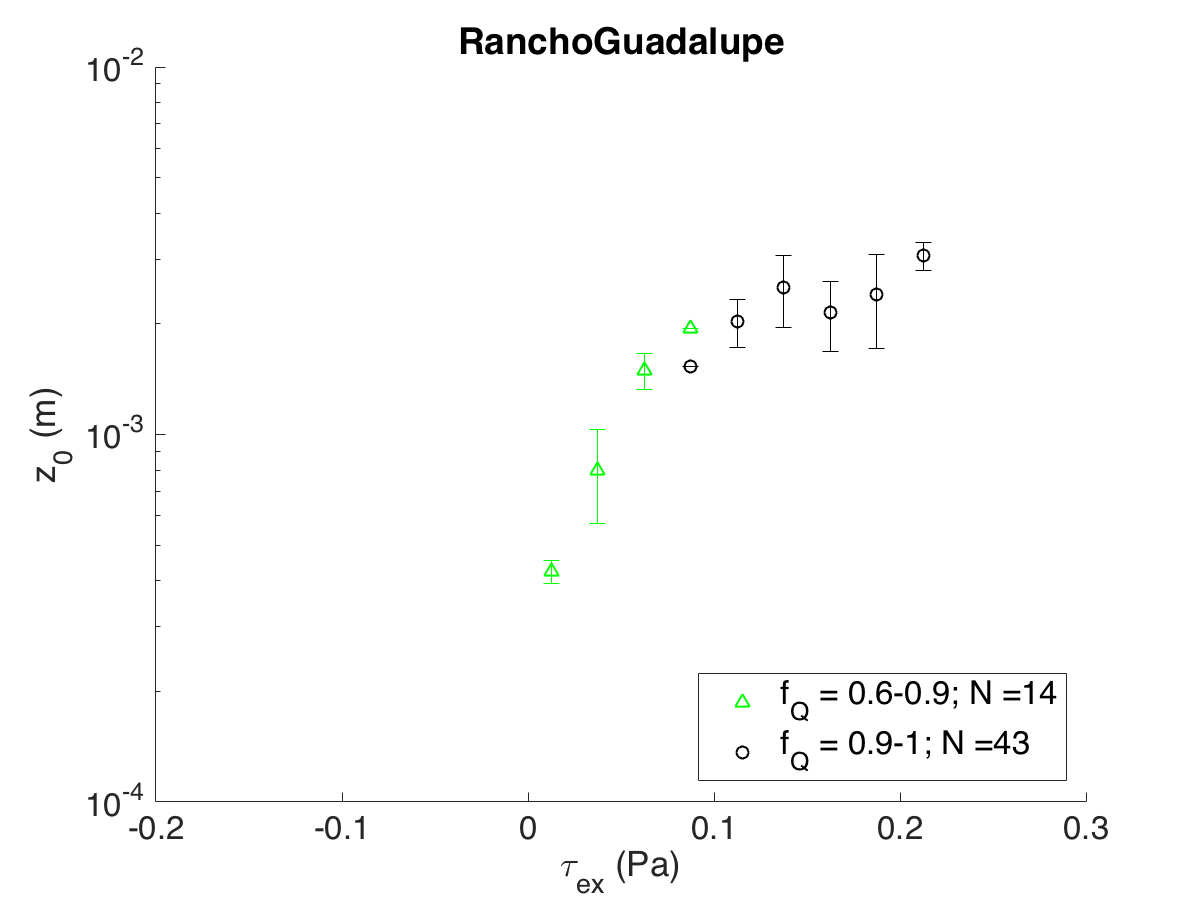 RanchoGuadalupe
10^-2
10^-3
10^-4
z_0 (m)
-0.2 -0.1 0 0.1 0.2 0.3
τ_ex (Pa)
f_Q = 0.6-0.9; N =14
f_Q = 0.9-1; N =43